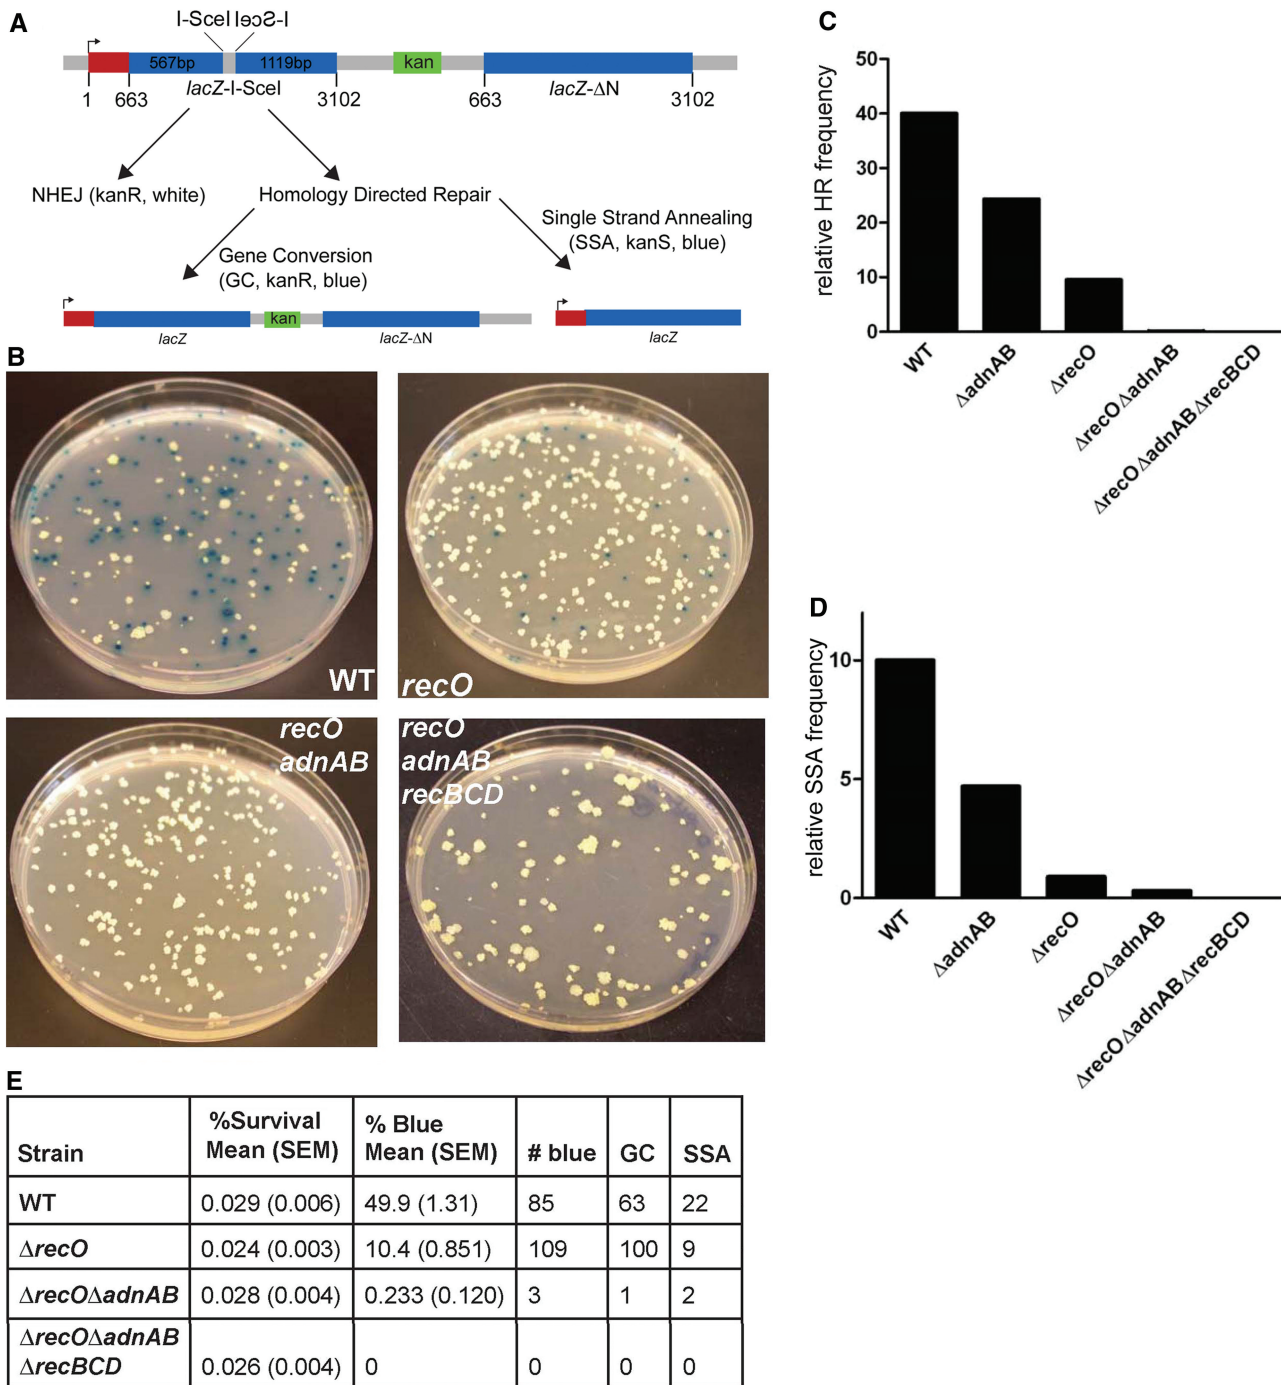 A
I-SceI I-SceI
567bp
1119bp
kan
lacZ-I-SceI
lacZ-ΔN
1
663
3102
663
3102
NHEJ (kanR, white)
Homology Directed Repair
Gene Conversion
(GC, kanR, blue)
Single Strand Annealing
(SSA, kanS, blue)
kan
lacZ
lacZ-ΔN
lacZ
B
WT
recO
recO
adnAB
recO
adnAB
recBCD
C
relative HR frequency
50
40
30
20
10
0
WT
ΔadnAB
ΔrecO
ΔrecOΔadnAB
ΔrecOΔadnABΔrecBCD
D
relative SSA frequency
10
5
0
WT
ΔadnAB
ΔrecO
ΔrecOΔadnAB
ΔrecOΔadnABΔrecBCD
E
Strain %Survival Mean (SEM) % Blue Mean (SEM) # blue GC SSA
WT 0.029 (0.006) 49.9 (1.31) 85 63 22
ΔrecO 0.024 (0.003) 10.4 (0.851) 109 100 9
ΔrecOΔadnAB 0.028 (0.004) 0.233 (0.120) 3 1 2
ΔrecOΔadnAB
ΔrecBCD 0.026 (0.004) 0 0 0 0